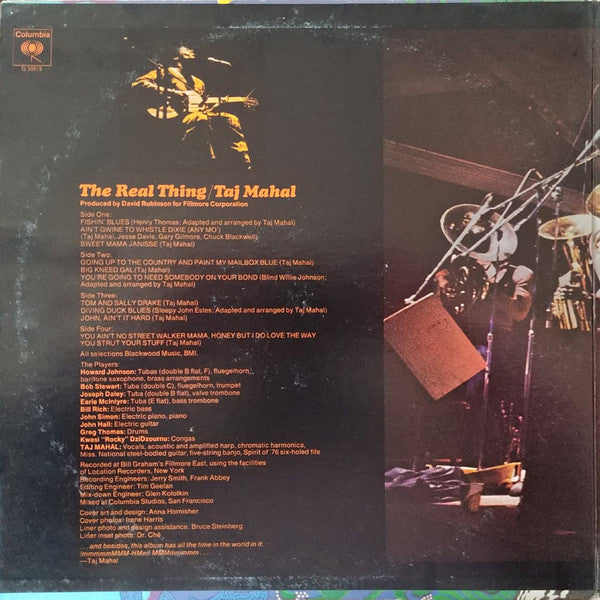 Columbia
G 30619
The Real Thing/Taj Mahal
Produced by David Rubinson for Fillmore Corporation
Side One:
FISHIN' BLUES (Henry Thomas; Adapted and arranged by Taj Mahal)
AIN'T GWINE TO WHISTLE DIXIE (ANY MO')
(Taj Mahal, Jesse Davis, Gary Gilmore, Chuck Blackwell)
SWEET MAMA JANISSE (Taj Mahal)
Side Two:
GOING UP TO THE COUNTRY AND PAINT MY MAILBOX BLUE (Taj Mahal)
BIG KNEED GAL (Taj Mahal)
YOU'RE GOING TO NEED SOMEBODY ON YOUR BOND (Blind Willie Johnson;
Adapted and arranged by Taj Mahal)
Side Three:
TOM AND SALLY DRAKE (Taj Mahal)
DIVING DUCK BLUES (Sleepy John Estes; Adapted and arranged by Taj Mahal)
JOHN, AIN'T IT HARD (Taj Mahal)
Side Four:
YOU AIN'T NO STREET WALKER MAMA, HONEY BUT I DO LOVE THE WAY
YOU STRUT YOUR STUFF (Taj Mahal)
All selections Blackwood Music, BMI.
The Players:
Howard Johnson: Tubas (double B flat, F), fluegelhorn,
baritone saxophone, brass arrangements
Bob Stewart: Tuba (double C), fluegelhorn, trumpet
Joseph Daley: Tuba (double B flat), valve trombone
Earle McIntyre: Tuba (E flat), bass trombone
Bill Rich: Electric bass
John Simon: Electric piano, piano
John Hall: Electric guitar
Greg Thomas: Drums
Kwasi "Rocky" DziDzournu: Congas
TAJ MAHAL: Vocals, acoustic and amplified harp, chromatic harmonica,
Miss. National steel-bodied guitar, five-string banjo, Spirit of '76 six-holed fife
Recorded at Bill Graham's Fillmore East, using the facilities
of Location Recorders, New York
Recording Engineers: Jerry Smith, Frank Abbey
Editing Engineer: Tim Geelan
Mix-down Engineer: Glen Kolotkin
Mixed at Columbia Studios, San Francisco
Cover art and design: Anna Hornisher
Cover photos: Irene Harris
Liner photo and design assistance: Bruce Steinberg
Liner inset photo: Dr. Ché
. . . and besides, this album has all the time in the world in it.
—Taj Mahal